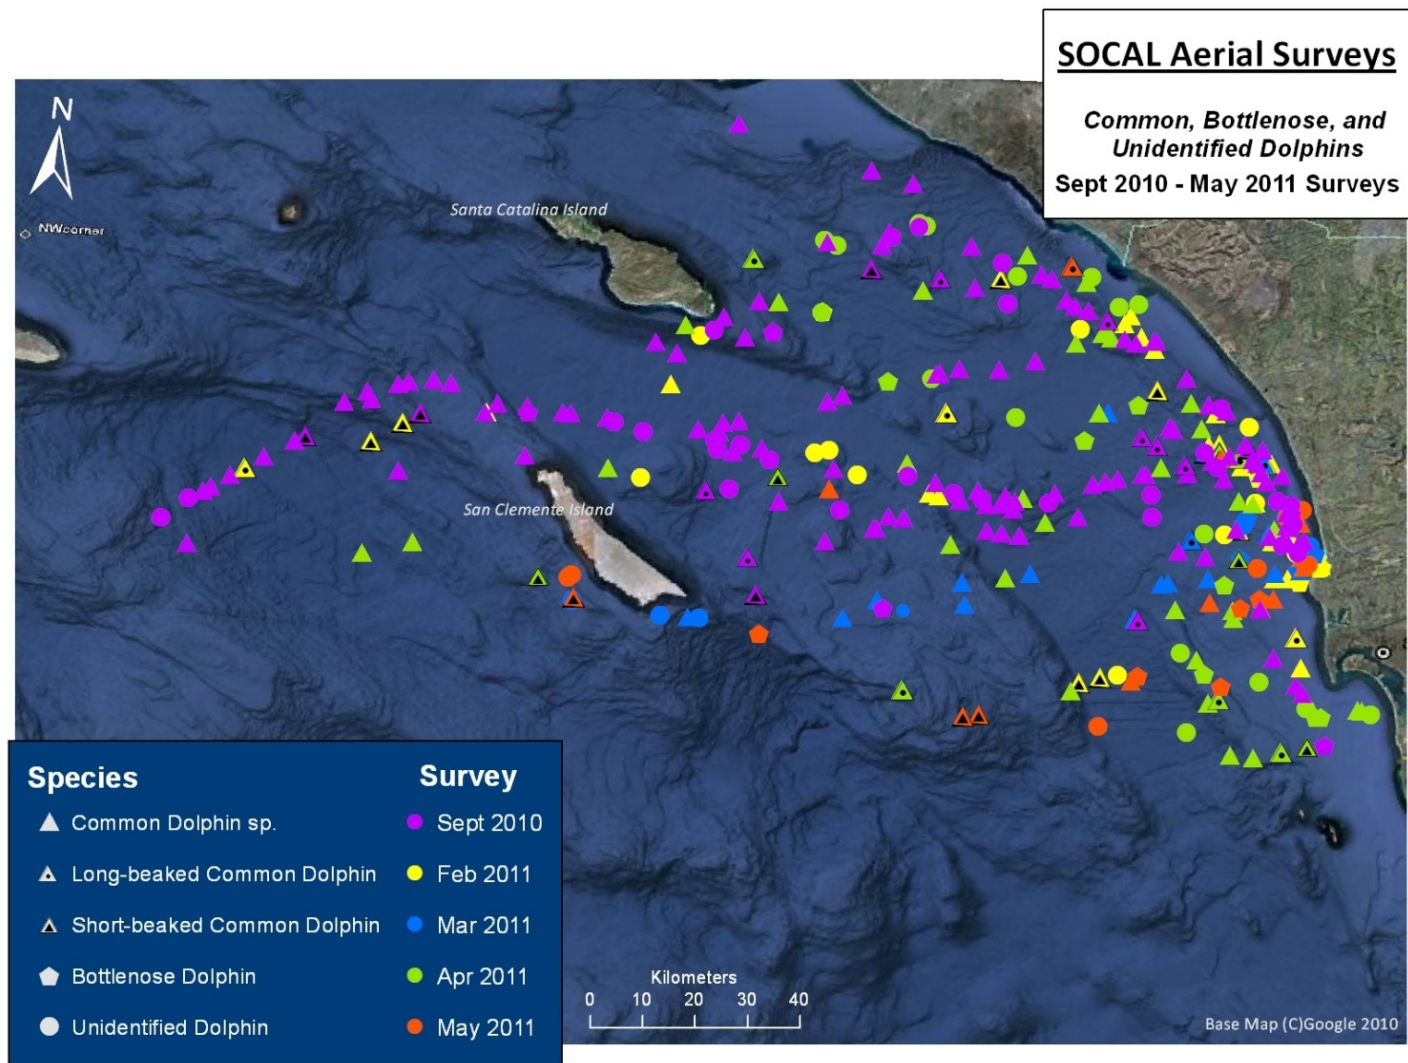 SOCAL Aerial Surveys
Common, Bottlenose, and
Unidentified Dolphins
Sept 2010 - May 2011 Surveys
N
NWcorner
Santa Catalina Island
San Clemente Island
Species
Survey
Common Dolphin sp.
Sept 2010
Long-beaked Common Dolphin
Feb 2011
Short-beaked Common Dolphin
Mar 2011
Bottlenose Dolphin
Apr 2011
Unidentified Dolphin
May 2011
Kilometers
0 10 20 30 40
Base Map (C)Google 2010